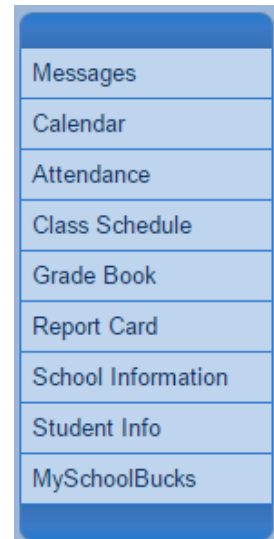 Messages
Calendar
Attendance
Class Schedule
Grade Book
Report Card
School Information
Student Info
MySchoolBucks